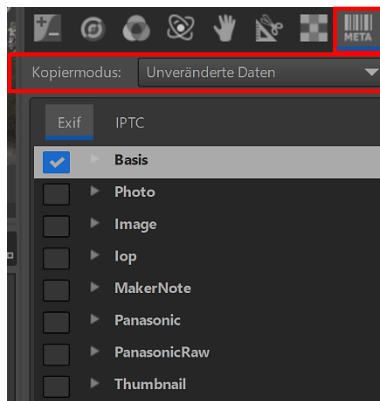 META
Kopiermodus: Unveränderte Daten
Exif IPTC
Basis
Photo
Image
Iop
MakerNote
Panasonic
PanasonicRaw
Thumbnail